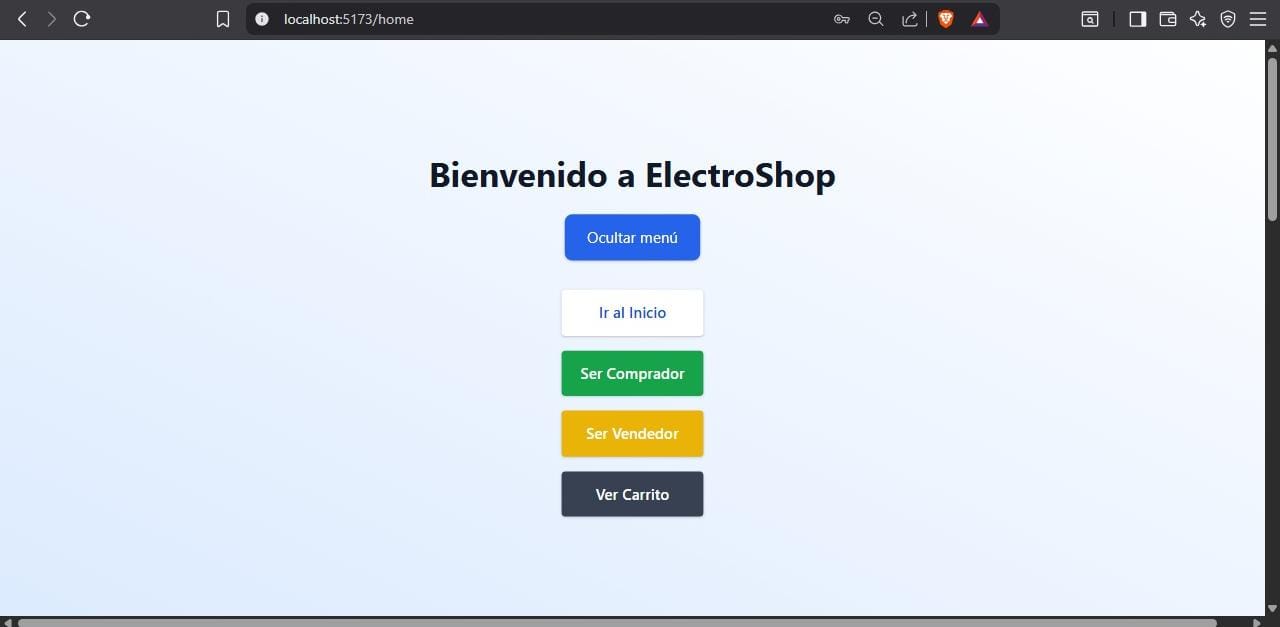 localhost:5173/home
Bienvenido a ElectroShop
Ocultar menú
Ir al Inicio
Ser Comprador
Ser Vendedor
Ver Carrito